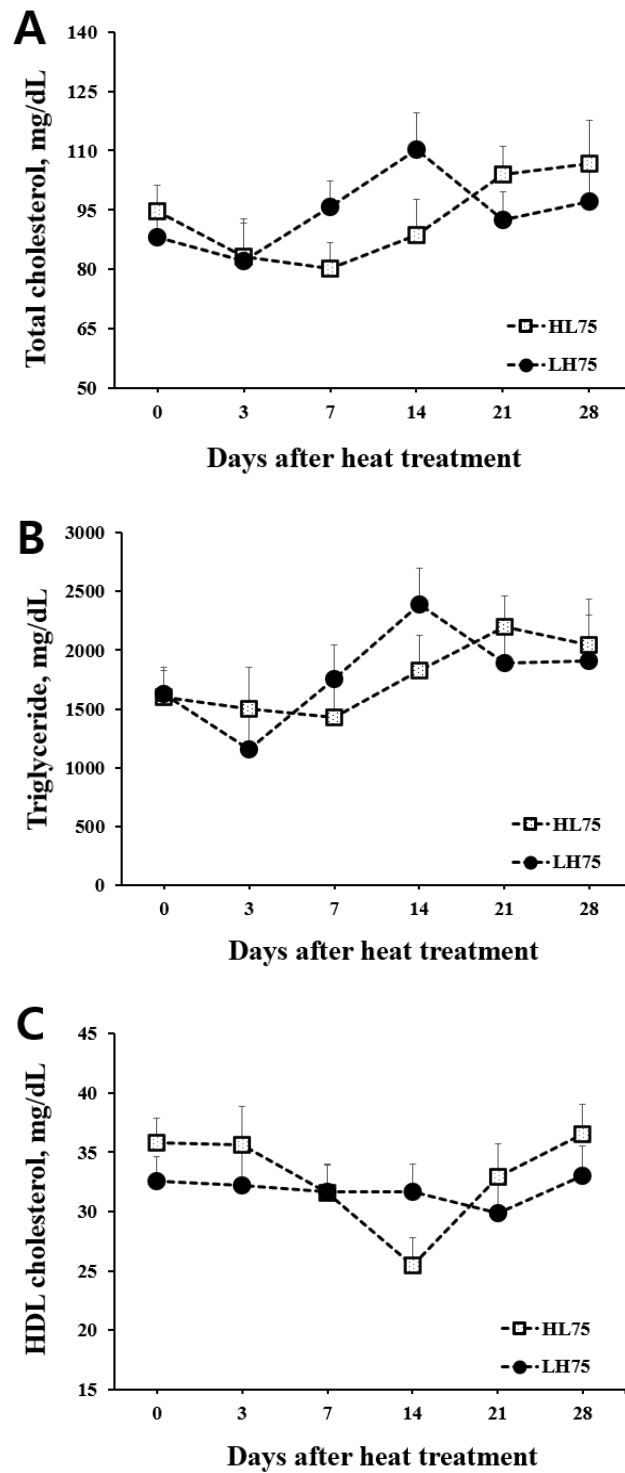 A
Total cholesterol, mg/dL
140
125
110
95
80
65
50
HL75
LH75
0 3 7 14 21 28
Days after heat treatment
B
Triglyceride, mg/dL
3000
2500
2000
1500
1000
500
0
HL75
LH75
0 3 7 14 21 28
Days after heat treatment
C
HDL cholesterol, mg/dL
45
40
35
30
25
20
15
HL75
LH75
0 3 7 14 21 28
Days after heat treatment